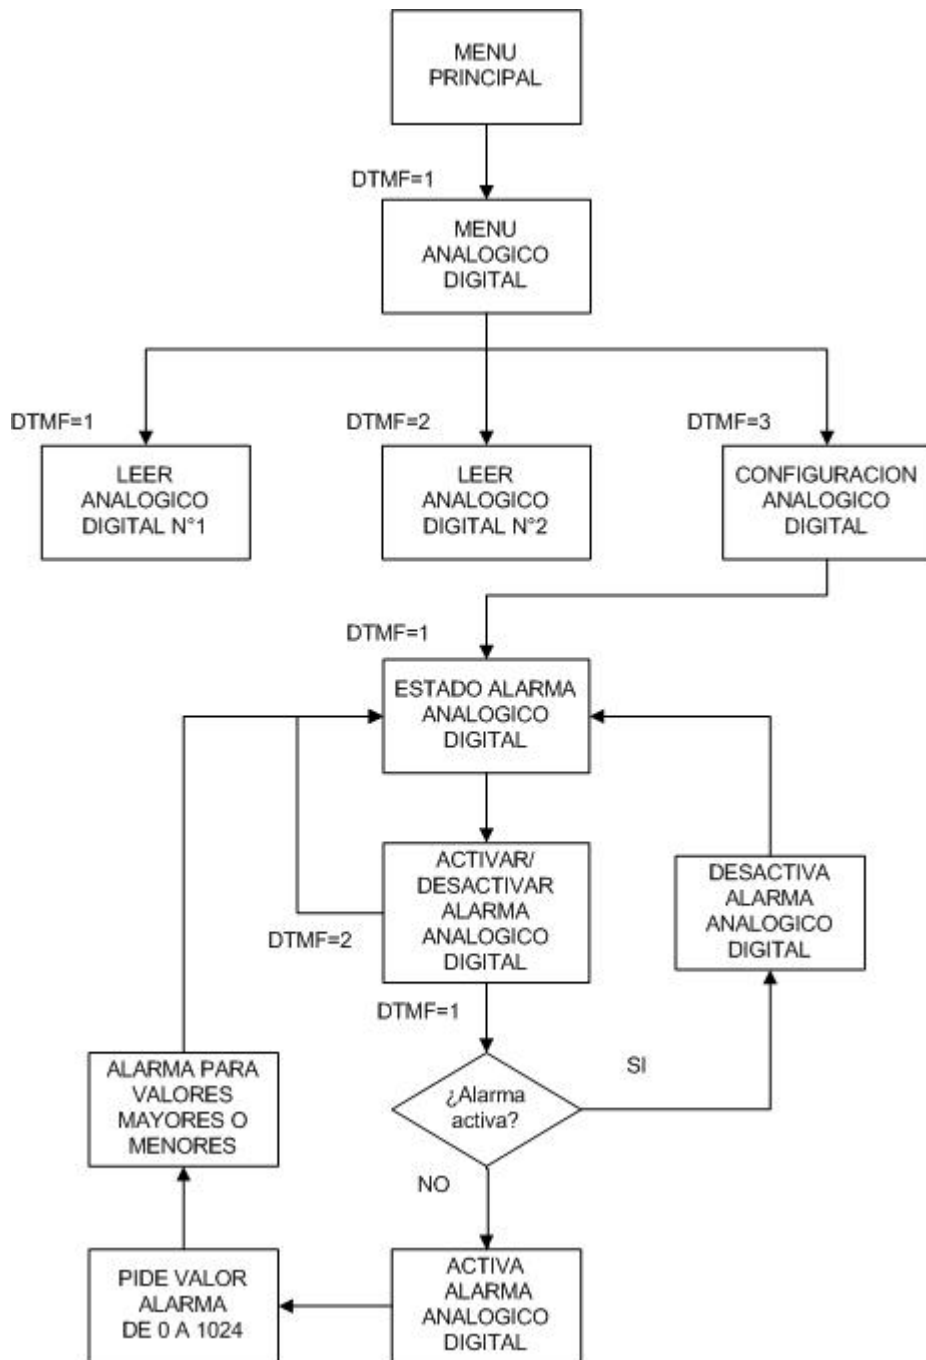 MENU
PRINCIPAL
DTMF=1
MENU
ANALOGICO
DIGITAL
DTMF=1
DTMF=2
DTMF=3
LEER
ANALOGICO
DIGITAL N°1
LEER
ANALOGICO
DIGITAL N°2
CONFIGURACION
ANALOGICO
DIGITAL
DTMF=1
ESTADO ALARMA
ANALOGICO
DIGITAL
ACTIVAR/
DESACTIVAR
ALARMA
ANALOGICO
DIGITAL
DESACTIVA
ALARMA
ANALOGICO
DIGITAL
DTMF=2
DTMF=1
ALARMA PARA
VALORES
MAYORES O
MENORES
¿Alarma
activa?
SI
NO
PIDE VALOR
ALARMA
DE 0 A 1024
ACTIVA
ALARMA
ANALOGICO
DIGITAL